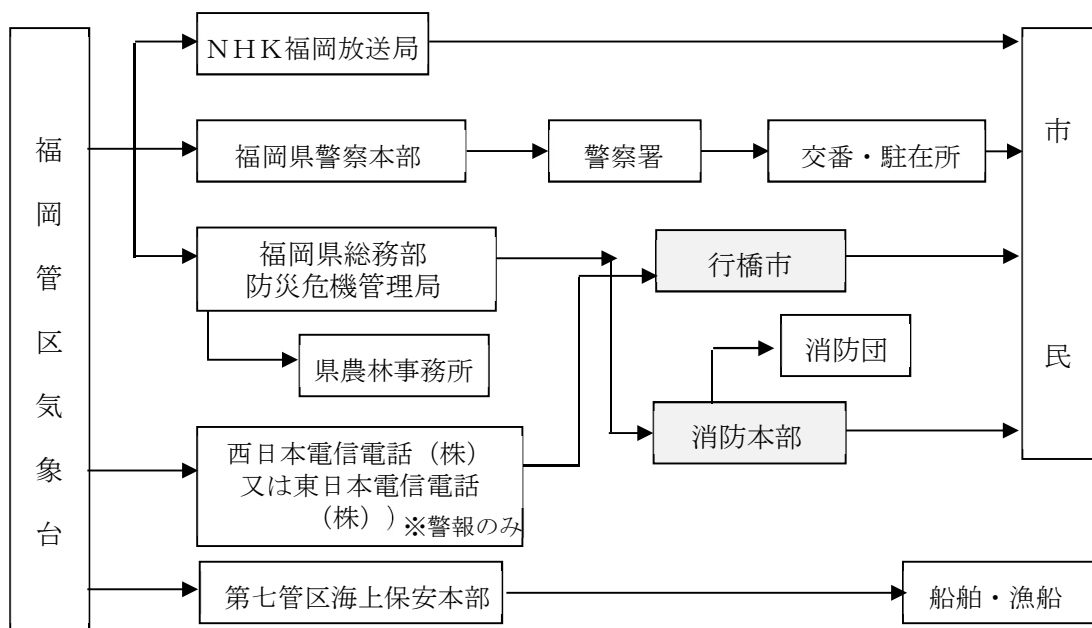 福岡管区気象台
NHK福岡放送局
市民
福岡県警察本部
警察署
交番・駐在所
福岡県総務部
防災危機管理局
行橋市
県農林事務所
消防団
消防本部
西日本電信電話（株）
又は東日本電信電話
（株））※警報のみ
第七管区海上保安本部
船舶・漁船